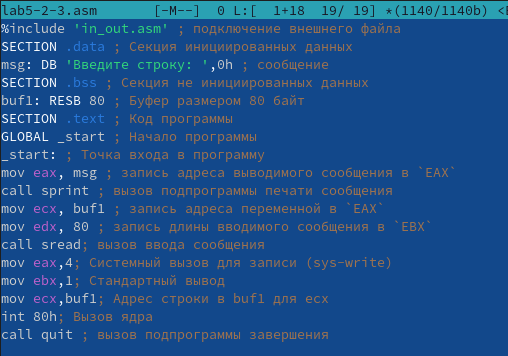 lab5-2-3.asm [-M--] 0 L:[ 1+18 19/ 19] *(1140/1140b) <E
%include 'in_out.asm' ; подключение внешнего файла
SECTION .data ; Секция инициированных данных
msg: DB 'Введите строку: ',0h ; сообщение
SECTION .bss ; Секция не инициированных данных
buf1: RESB 80 ; Буфер размером 80 байт
SECTION .text ; Код программы
GLOBAL _start ; Начало программы
_start: ; Точка входа в программу
mov eax, msg ; запись адреса выводимого сообщения в `EAX`
call sprint ; вызов подпрограммы печати сообщения
mov ecx, buf1 ; запись адреса переменной в `EAX`
mov edx, 80 ; запись длины вводимого сообщения в `EBX`
call sread; вызов ввода сообщения
mov eax,4; Системный вызов для записи (sys-write)
mov ebx,1; Стандартный вывод
mov ecx,buf1; Адрес строки в buf1 для ecx
int 80h; Вызов ядра
call quit ; вызов подпрограммы завершения